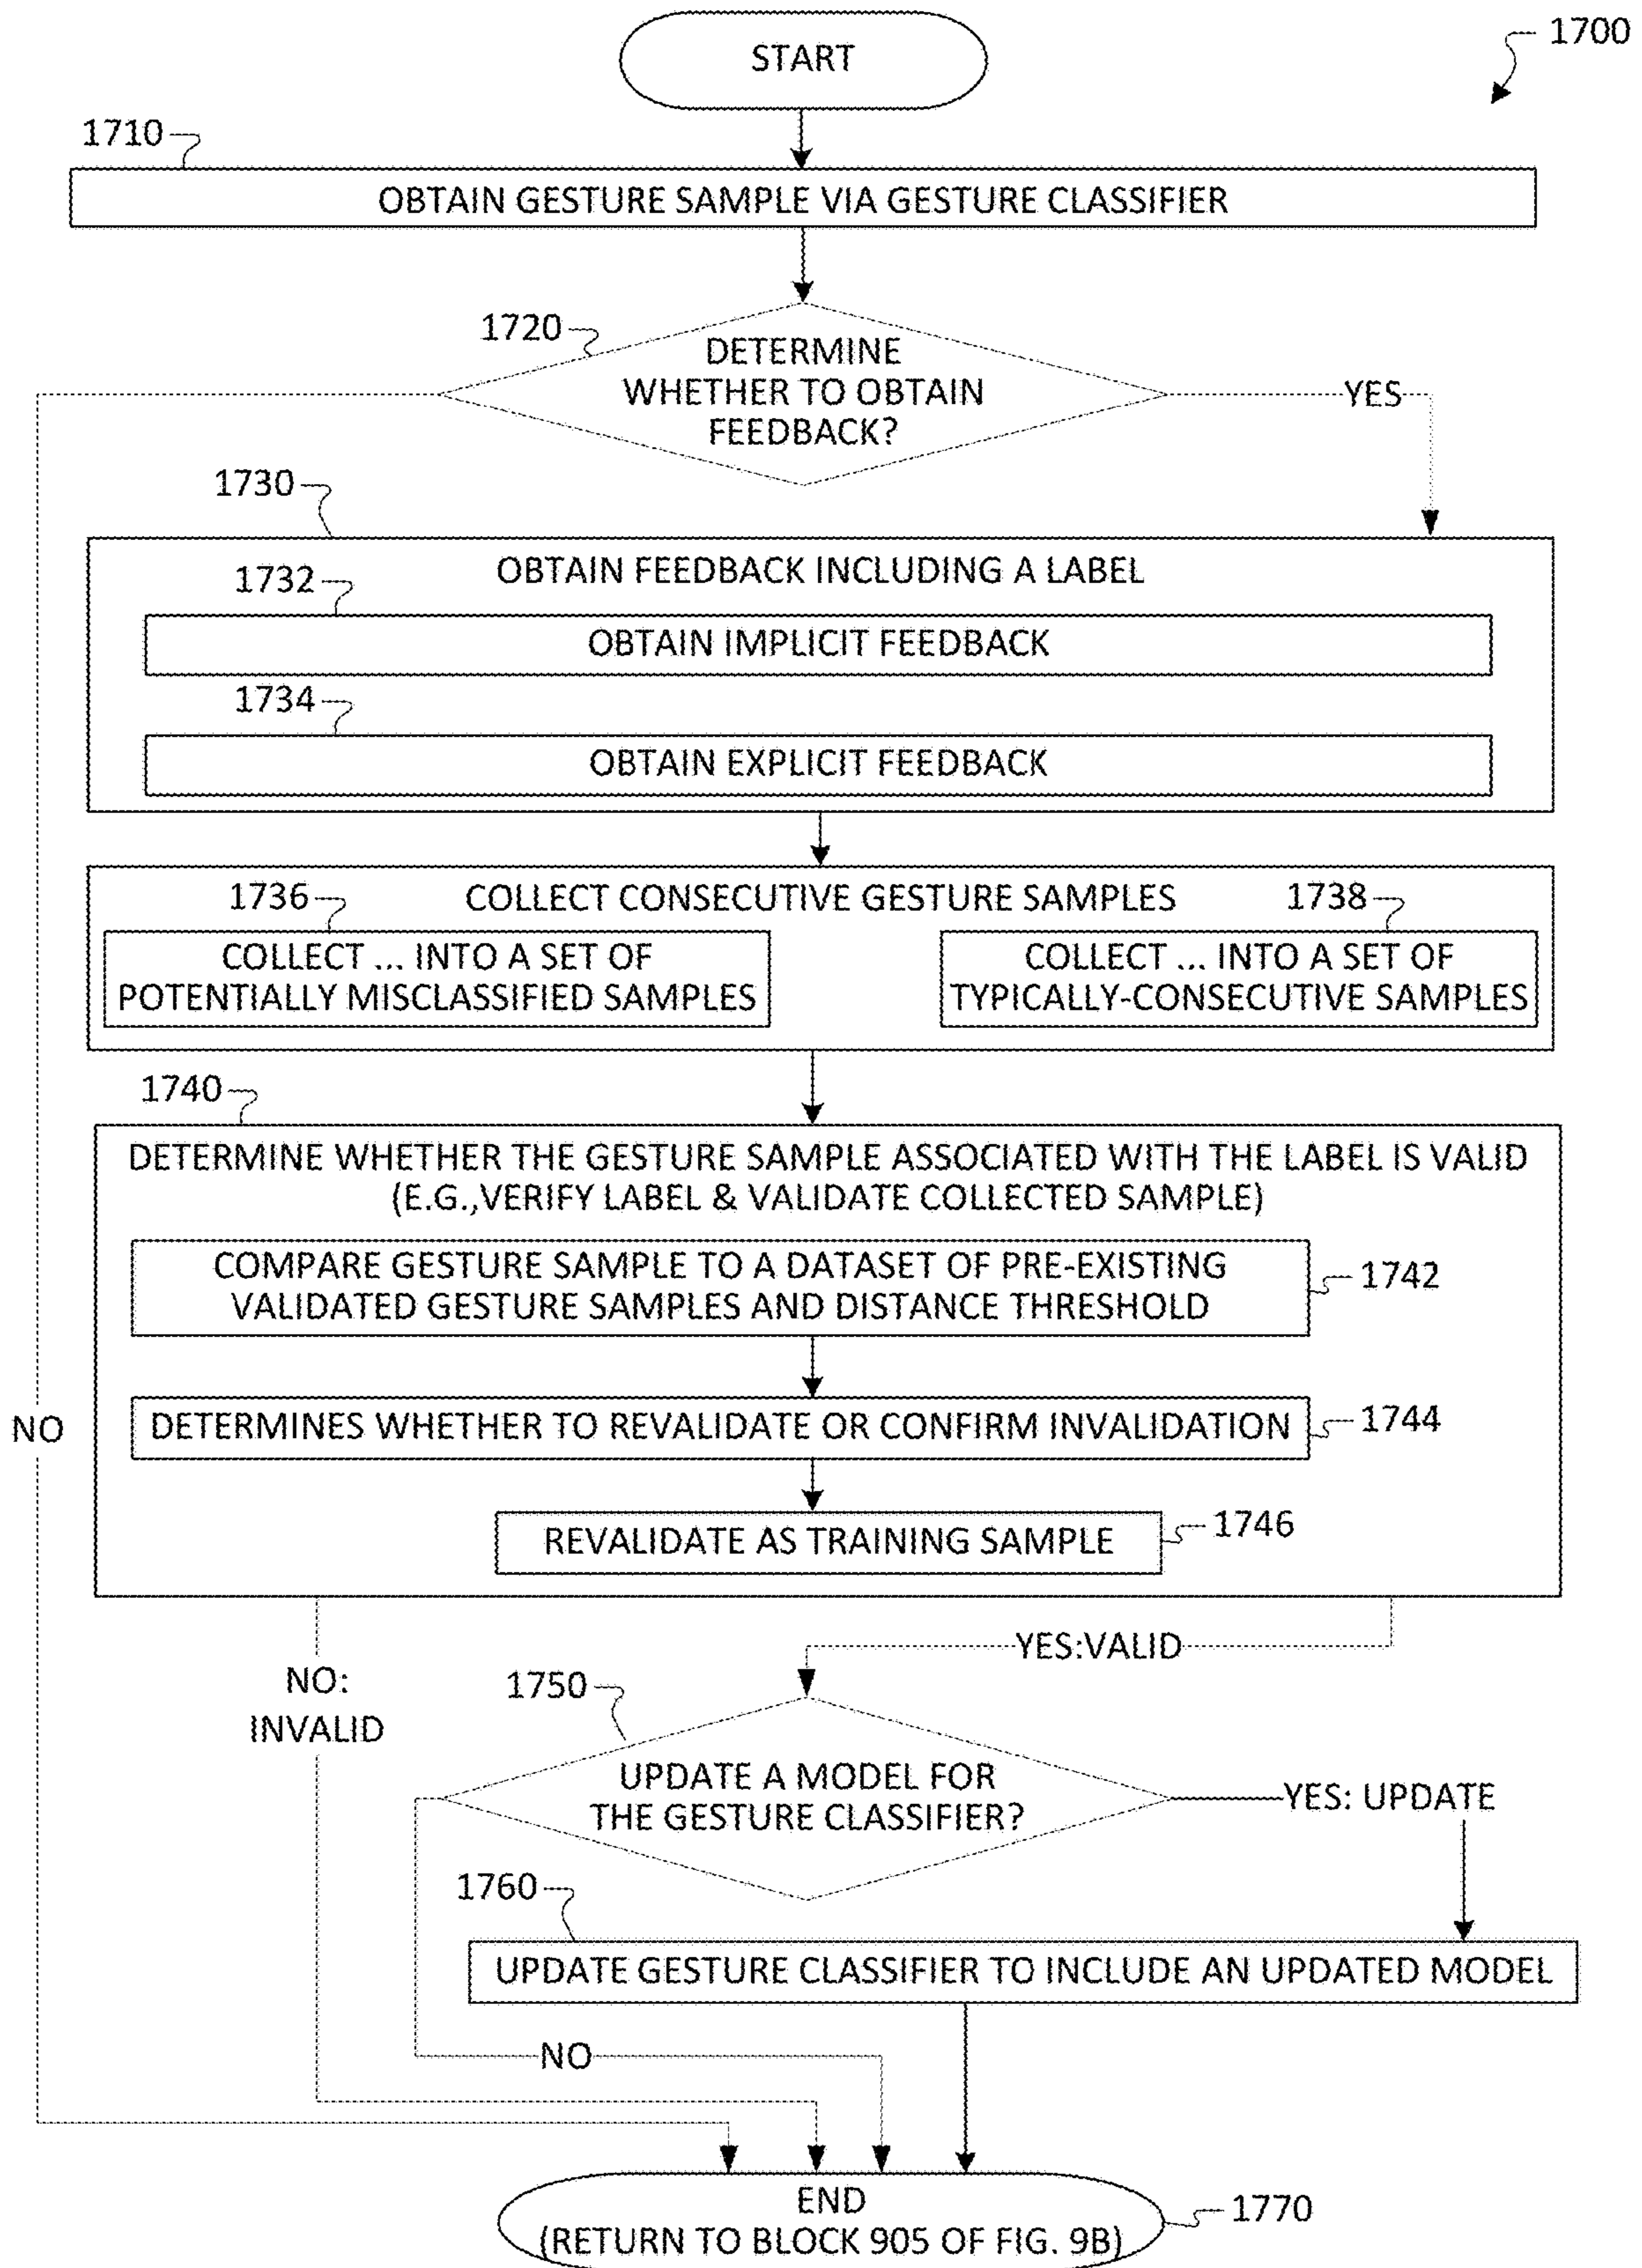 START
1700
1710
OBTAIN GESTURE SAMPLE VIA GESTURE CLASSIFIER
1720
DETERMINE
WHETHER TO OBTAIN
FEEDBACK?
YES
1730
OBTAIN FEEDBACK INCLUDING A LABEL
1732
OBTAIN IMPLICIT FEEDBACK
1734
OBTAIN EXPLICIT FEEDBACK
COLLECT CONSECUTIVE GESTURE SAMPLES
1736
COLLECT ... INTO A SET OF
POTENTIALLY MISCLASSIFIED SAMPLES
1738
COLLECT ... INTO A SET OF
TYPICALLY-CONSECUTIVE SAMPLES
1740
DETERMINE WHETHER THE GESTURE SAMPLE ASSOCIATED WITH THE LABEL IS VALID
(E.G.,VERIFY LABEL & VALIDATE COLLECTED SAMPLE)
COMPARE GESTURE SAMPLE TO A DATASET OF PRE-EXISTING
VALIDATED GESTURE SAMPLES AND DISTANCE THRESHOLD
1742
NO
DETERMINES WHETHER TO REVALIDATE OR CONFIRM INVALIDATION
1744
REVALIDATE AS TRAINING SAMPLE
1746
YES:VALID
NO:
INVALID
1750
UPDATE A MODEL FOR
THE GESTURE CLASSIFIER?
YES: UPDATE
1760
UPDATE GESTURE CLASSIFIER TO INCLUDE AN UPDATED MODEL
NO
END
(RETURN TO BLOCK 905 OF FIG. 9B)
1770